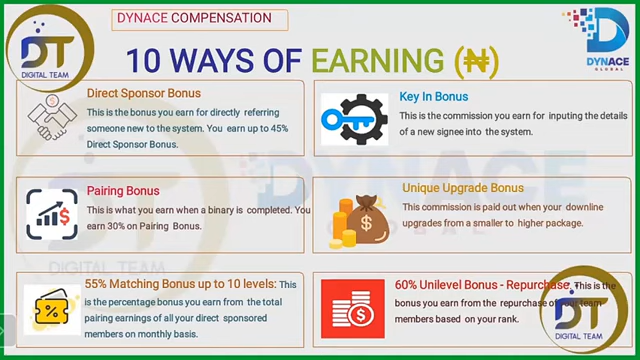 DYNACE COMPENSATION
DT
DIGITAL TEAM
DYNACE
GLOBAL
10 WAYS OF EARNING (₦)
Direct Sponsor Bonus
This is the bonus you earn for directly referring
someone new to the system. You earn up to 45%
Direct Sponsor Bonus.
Key In Bonus
This is the commission you earn for inputing the details
of a new signee into the system.
Pairing Bonus
This is what you earn when a binary is completed. You
earn 30% on Pairing Bonus.
Unique Upgrade Bonus
This commission is paid out when your downline
upgrades from a smaller to higher package.
DYNACE
GLOBAL
DT
DIGITAL TEAM
55% Matching Bonus up to 10 levels: This
is the percentage bonus you earn from the total
pairing earnings of all your direct sponsored
members on monthly basis.
60% Unilevel Bonus - Repurchase: This is the
bonus you earn from the repurchase of your team
members based on your rank.
DT
DIGITAL TEAM